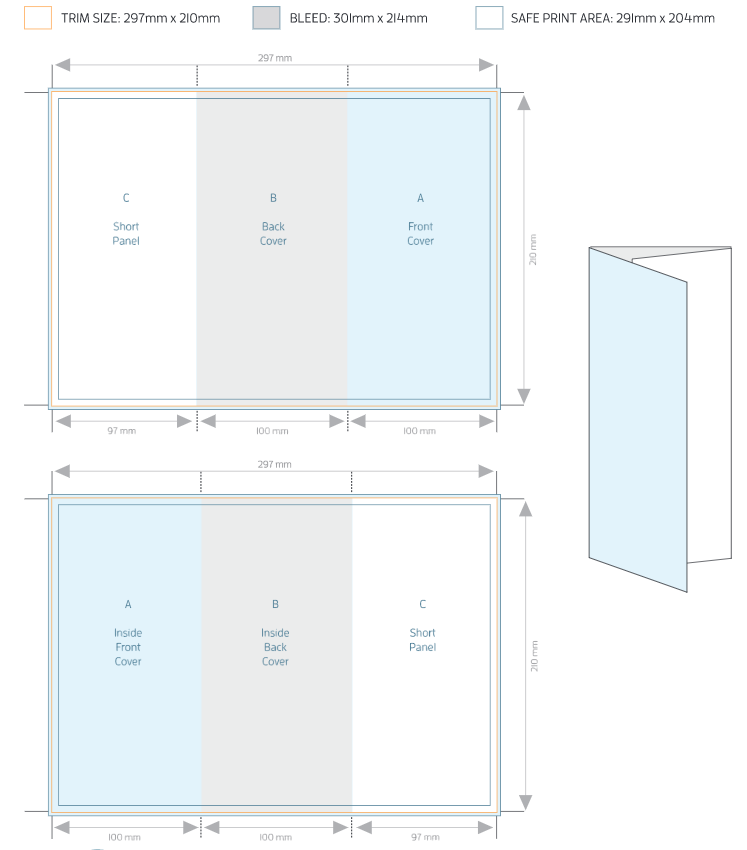 TRIM SIZE: 297mm x 210mm
BLEED: 301mm x 214mm
SAFE PRINT AREA: 291mm x 204mm
297 mm
C
Short
Panel
B
Back
Cover
A
Front
Cover
210 mm
97 mm
100 mm
100 mm
297 mm
A
Inside
Front
Cover
B
Inside
Back
Cover
C
Short
Panel
210 mm
100 mm
100 mm
97 mm